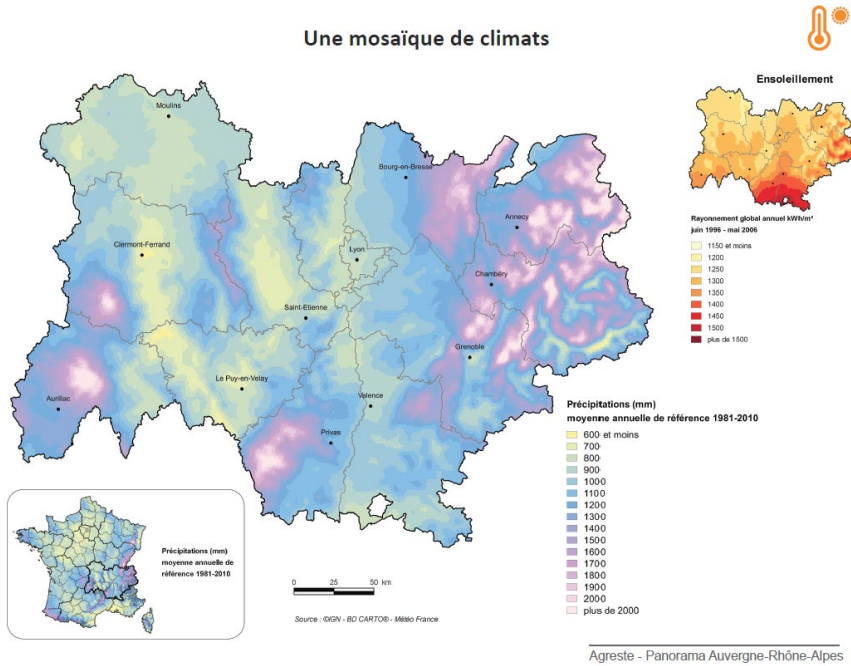 Une mosaïque de climats
Ensoleillement
Moulins
Bourg-en-Bresse
Annecy
Clermont-Ferrand
Lyon
Chambéry
Saint-Etienne
Grenoble
Le Puy-en-Velay
Aurillac
Valence
Privas
Rayonnement global annuel kWh/m²
juin 1996 - mai 2006
1150 et moins
1200
1250
1300
1350
1400
1450
1500
plus de 1500
Précipitations (mm)
moyenne annuelle de référence 1981-2010
600 et moins
700
800
900
1000
1100
1200
1300
1400
1500
1600
1700
1800
1900
2000
plus de 2000
Précipitations (mm)
moyenne annuelle de
référence 1981-2010
0 25 50 km
Source : ©IGN - BD CARTO® - Météo France
Agreste - Panorama Auvergne-Rhône-Alpes